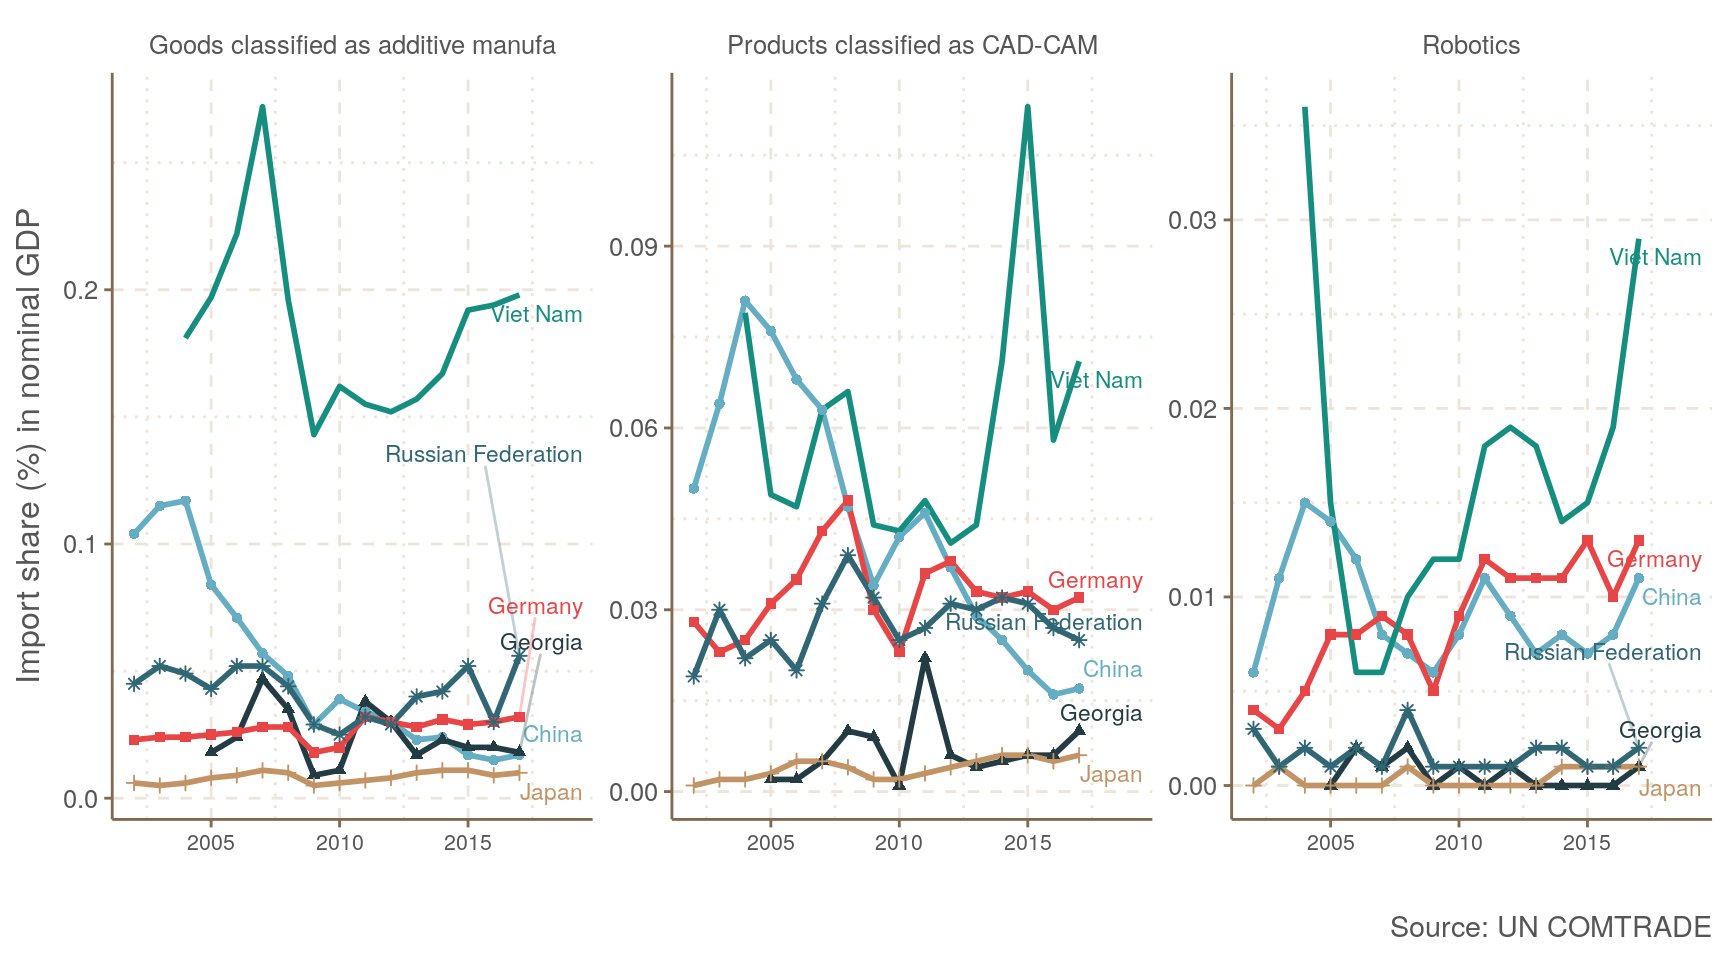 Goods classified as additive manufa
Products classified as CAD-CAM
Robotics
Import share (%) in nominal GDP
0.2
0.1
0.0
Viet Nam
Russian Federation
Germany
Georgia
China
Japan
2005
2010
2015
0.09
0.06
0.03
0.00
Viet Nam
Germany
Russian Federation
China
Georgia
Japan
2005
2010
2015
0.03
0.02
0.01
0.00
Viet Nam
Germany
China
Russian Federation
Georgia
Japan
2005
2010
2015
Source: UN COMTRADE